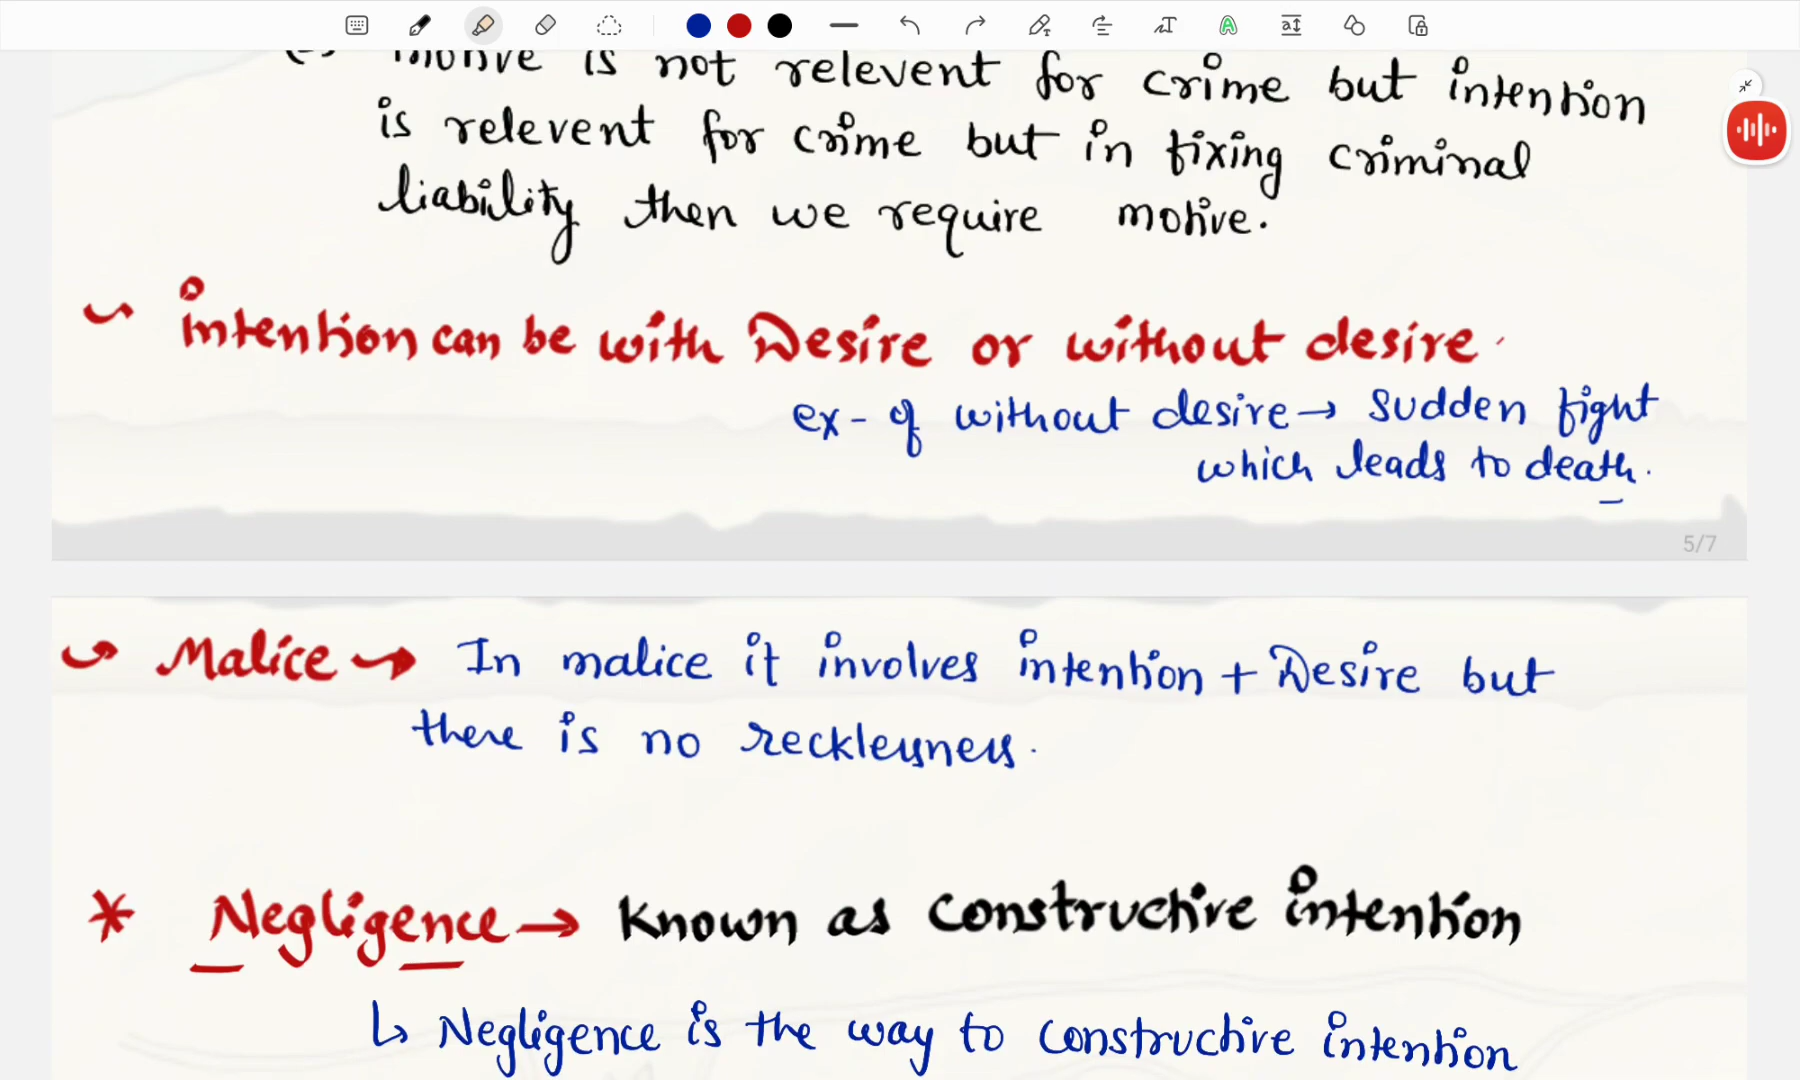 (2) Motive is not relevent for crime but intention
is relevent for crime but in fixing criminal
liability then we require motive.
intention can be with Desire or without desire.
ex- of without desire → sudden fight
which leads to death.
5/7
Malice → In malice it involves intention + Desire but
there is no recklessness.
* Negligence → Known as constructive intention
↳ Negligence is the way to constructive intention